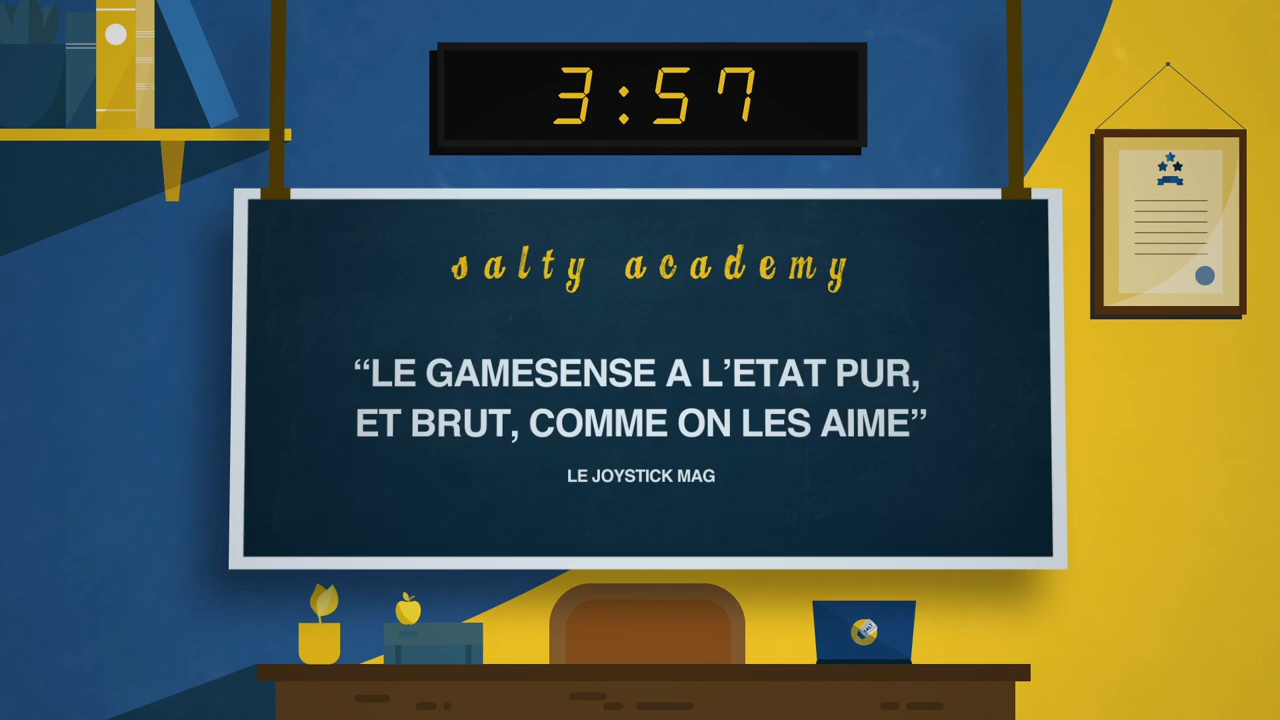 3:57
salty academy
“LE GAMESENSE A L’ETAT PUR,
ET BRUT, COMME ON LES AIME”
LE JOYSTICK MAG